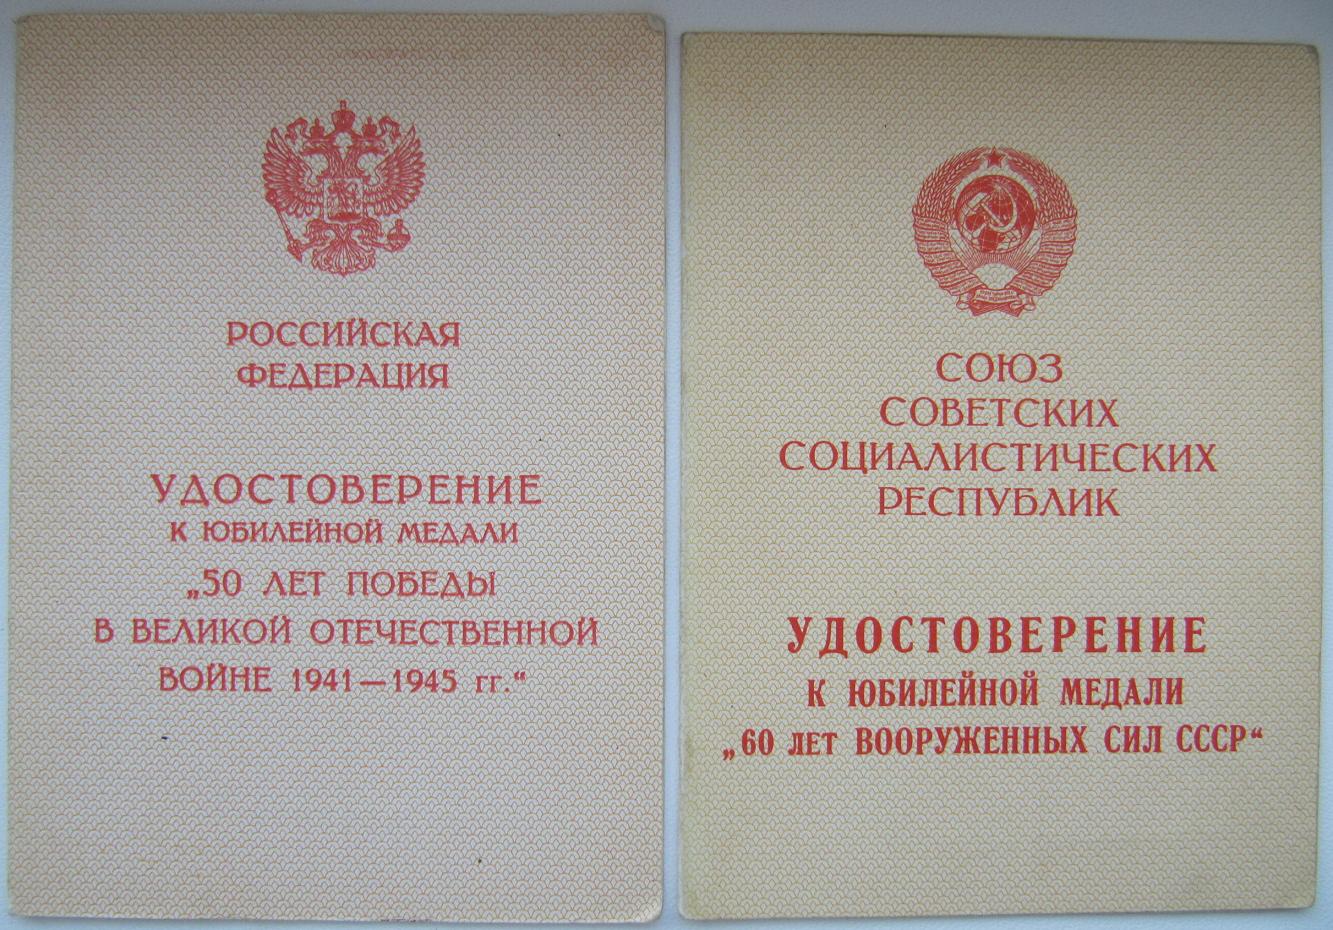 РОССИЙСКАЯ
ФЕДЕРАЦИЯ
УДОСТОВЕРЕНИЕ
К ЮБИЛЕЙНОЙ МЕДАЛИ
„50 ЛЕТ ПОБЕДЫ
В ВЕЛИКОЙ ОТЕЧЕСТВЕННОЙ
ВОЙНЕ 1941—1945 гг.“
СОЮЗ
СОВЕТСКИХ
СОЦИАЛИСТИЧЕСКИХ
РЕСПУБЛИК
УДОСТОВЕРЕНИЕ
К ЮБИЛЕЙНОЙ МЕДАЛИ
„60 ЛЕТ ВООРУЖЕННЫХ СИЛ СССР“